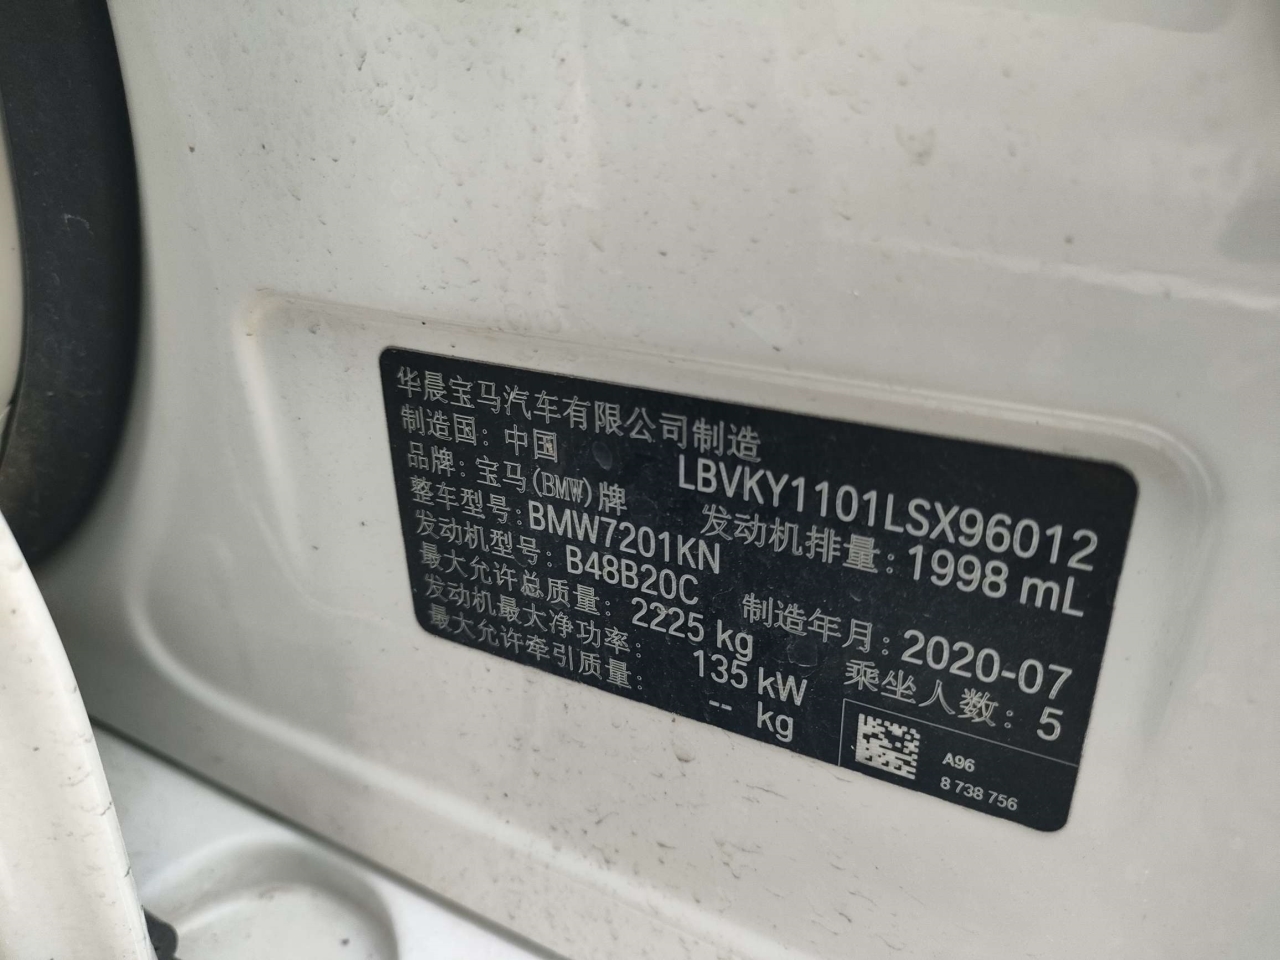 华晨宝马汽车有限公司制造
制造国：中国
LBVKY1101LSX96012
品牌：宝马(BMW)牌
发动机排量：1998 mL
整车型号：BMW7201KN
发动机型号：B48B20C
制造年月：2020-07
最大允许总质量：2225 kg
乘坐人数：5
发动机最大净功率：135 kW
最大允许牵引质量：-- kg
A96
8 738 756